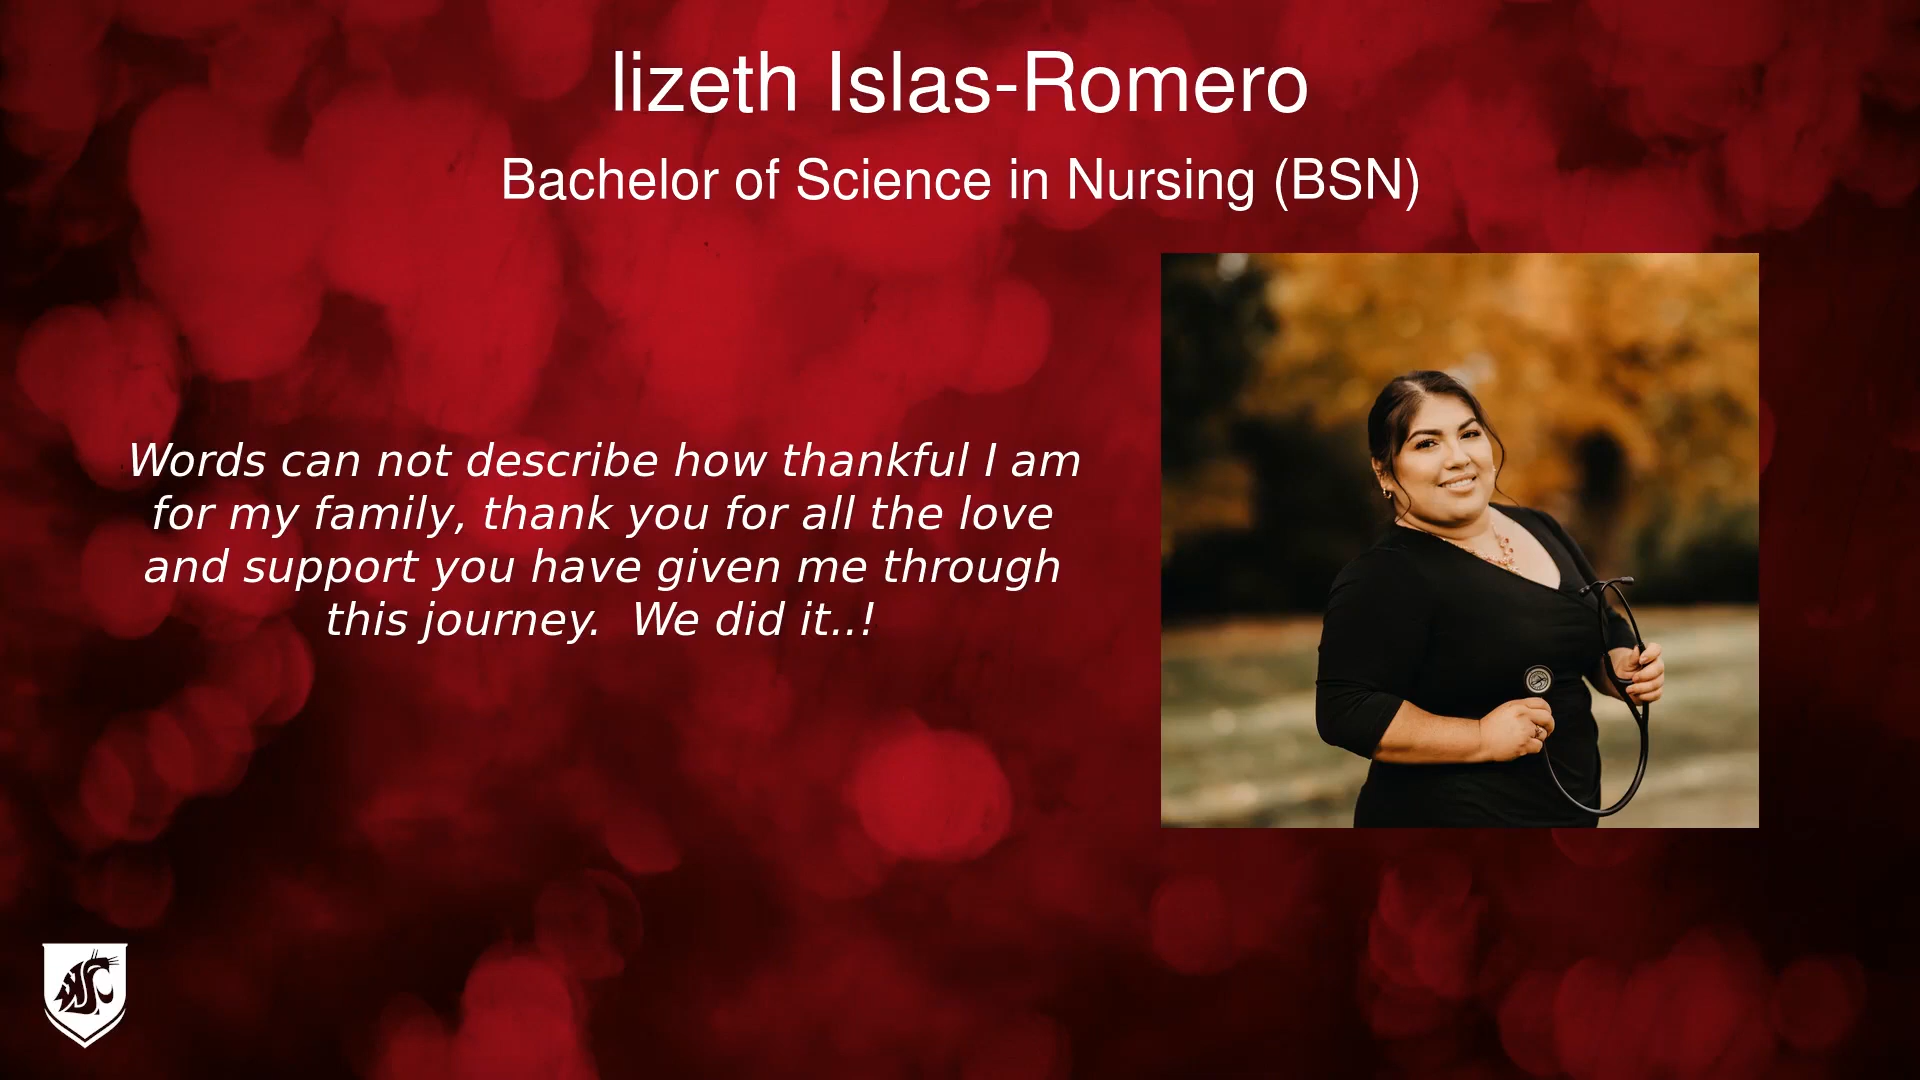 lizeth Islas-Romero
Bachelor of Science in Nursing (BSN)
Words can not describe how thankful I am
for my family, thank you for all the love
and support you have given me through
this journey.  We did it..!